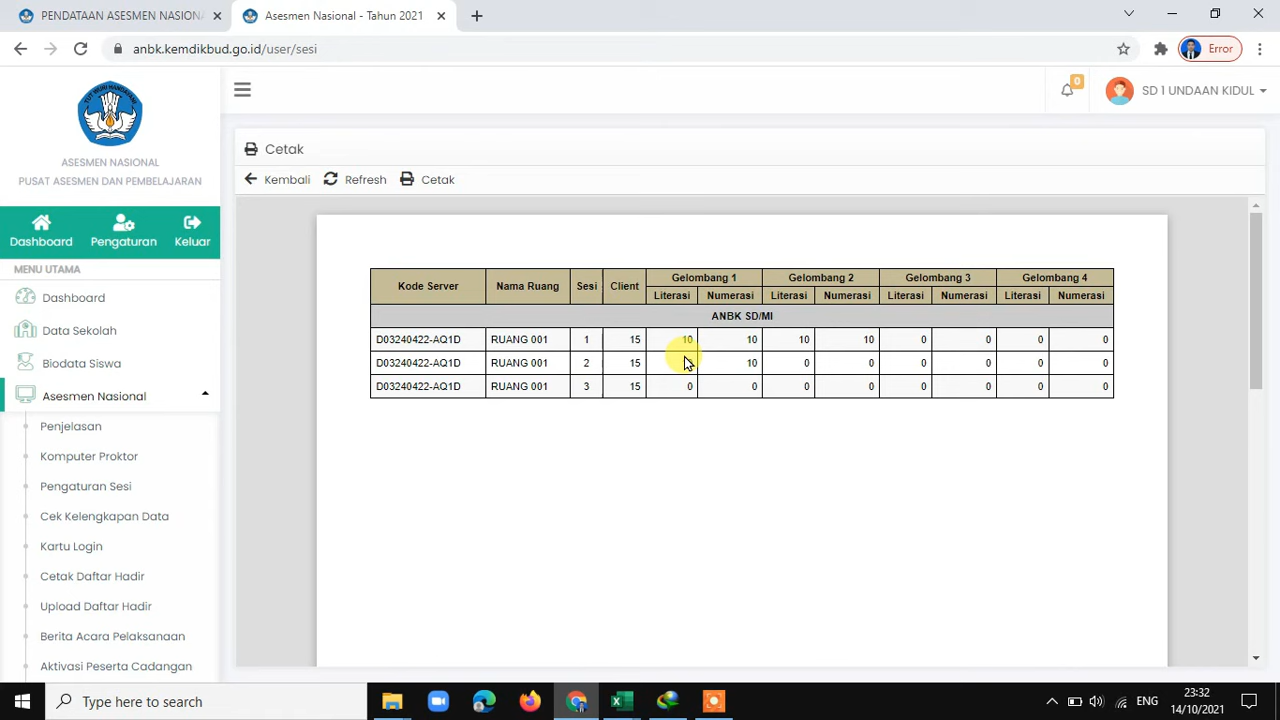 PENDATAAN ASESMEN NASIONA
Asesmen Nasional - Tahun 2021
anbk.kemdikbud.go.id/user/sesi
Error
0
SD 1 UNDAAN KIDUL
ASESMEN NASIONAL
PUSAT ASESMEN DAN PEMBELAJARAN
Dashboard Pengaturan Keluar
MENU UTAMA
Dashboard
Data Sekolah
Biodata Siswa
Asesmen Nasional
Penjelasan
Komputer Proktor
Pengaturan Sesi
Cek Kelengkapan Data
Kartu Login
Cetak Daftar Hadir
Upload Daftar Hadir
Berita Acara Pelaksanaan
Aktivasi Peserta Cadangan
Cetak
Kembali Refresh Cetak
Kode Server Nama Ruang Sesi Client Gelombang 1 Gelombang 2 Gelombang 3 Gelombang 4
Literasi Numerasi Literasi Numerasi Literasi Numerasi Literasi Numerasi
ANBK SD/MI
D03240422-AQ1D RUANG 001 1 15 10 10 10 10 0 0 0 0
D03240422-AQ1D RUANG 001 2 15 10 0 0 0 0 0 0
D03240422-AQ1D RUANG 001 3 15 0 0 0 0 0 0 0 0
Type here to search
ENG
23:32
14/10/2021